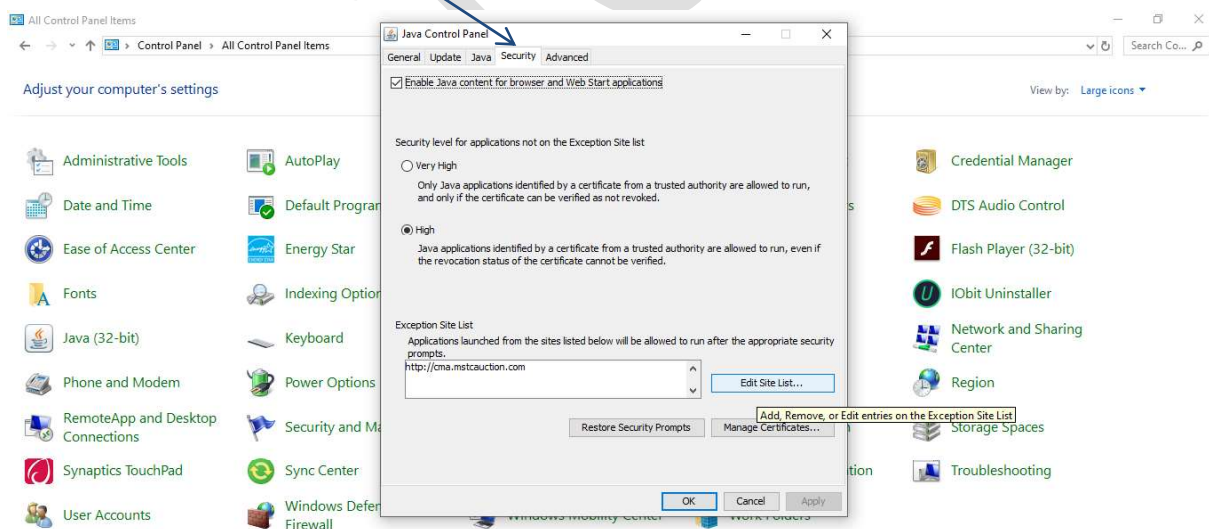 All Control Panel Items
Control Panel > All Control Panel Items
Search Co...
Adjust your computer's settings
View by: Large icons
Administrative Tools
AutoPlay
Credential Manager
Date and Time
Default Progran
DTS Audio Control
Ease of Access Center
Energy Star
Flash Player (32-bit)
Fonts
Indexing Option
IObit Uninstaller
Java (32-bit)
Keyboard
Network and Sharing
Center
Phone and Modem
Power Options
Region
RemoteApp and Desktop
Connections
Security and Ma
Storage Spaces
Synaptics TouchPad
Sync Center
Troubleshooting
User Accounts
Windows Defen
Firewall
Windows Mobility Center
Work Folders
Java Control Panel
General Update Java Security Advanced
Enable Java content for browser and Web Start applications
Security level for applications not on the Exception Site list
Very High
Only Java applications identified by a certificate from a trusted authority are allowed to run,
and only if the certificate can be verified as not revoked.
High
Java applications identified by a certificate from a trusted authority are allowed to run, even if
the revocation status of the certificate cannot be verified.
Exception Site List
Applications launched from the sites listed below will be allowed to run after the appropriate security
prompts.
http://cma.mstcauction.com
Edit Site List...
Add, Remove, or Edit entries on the Exception Site List
Restore Security Prompts
Manage Certificates...
OK
Cancel
Apply